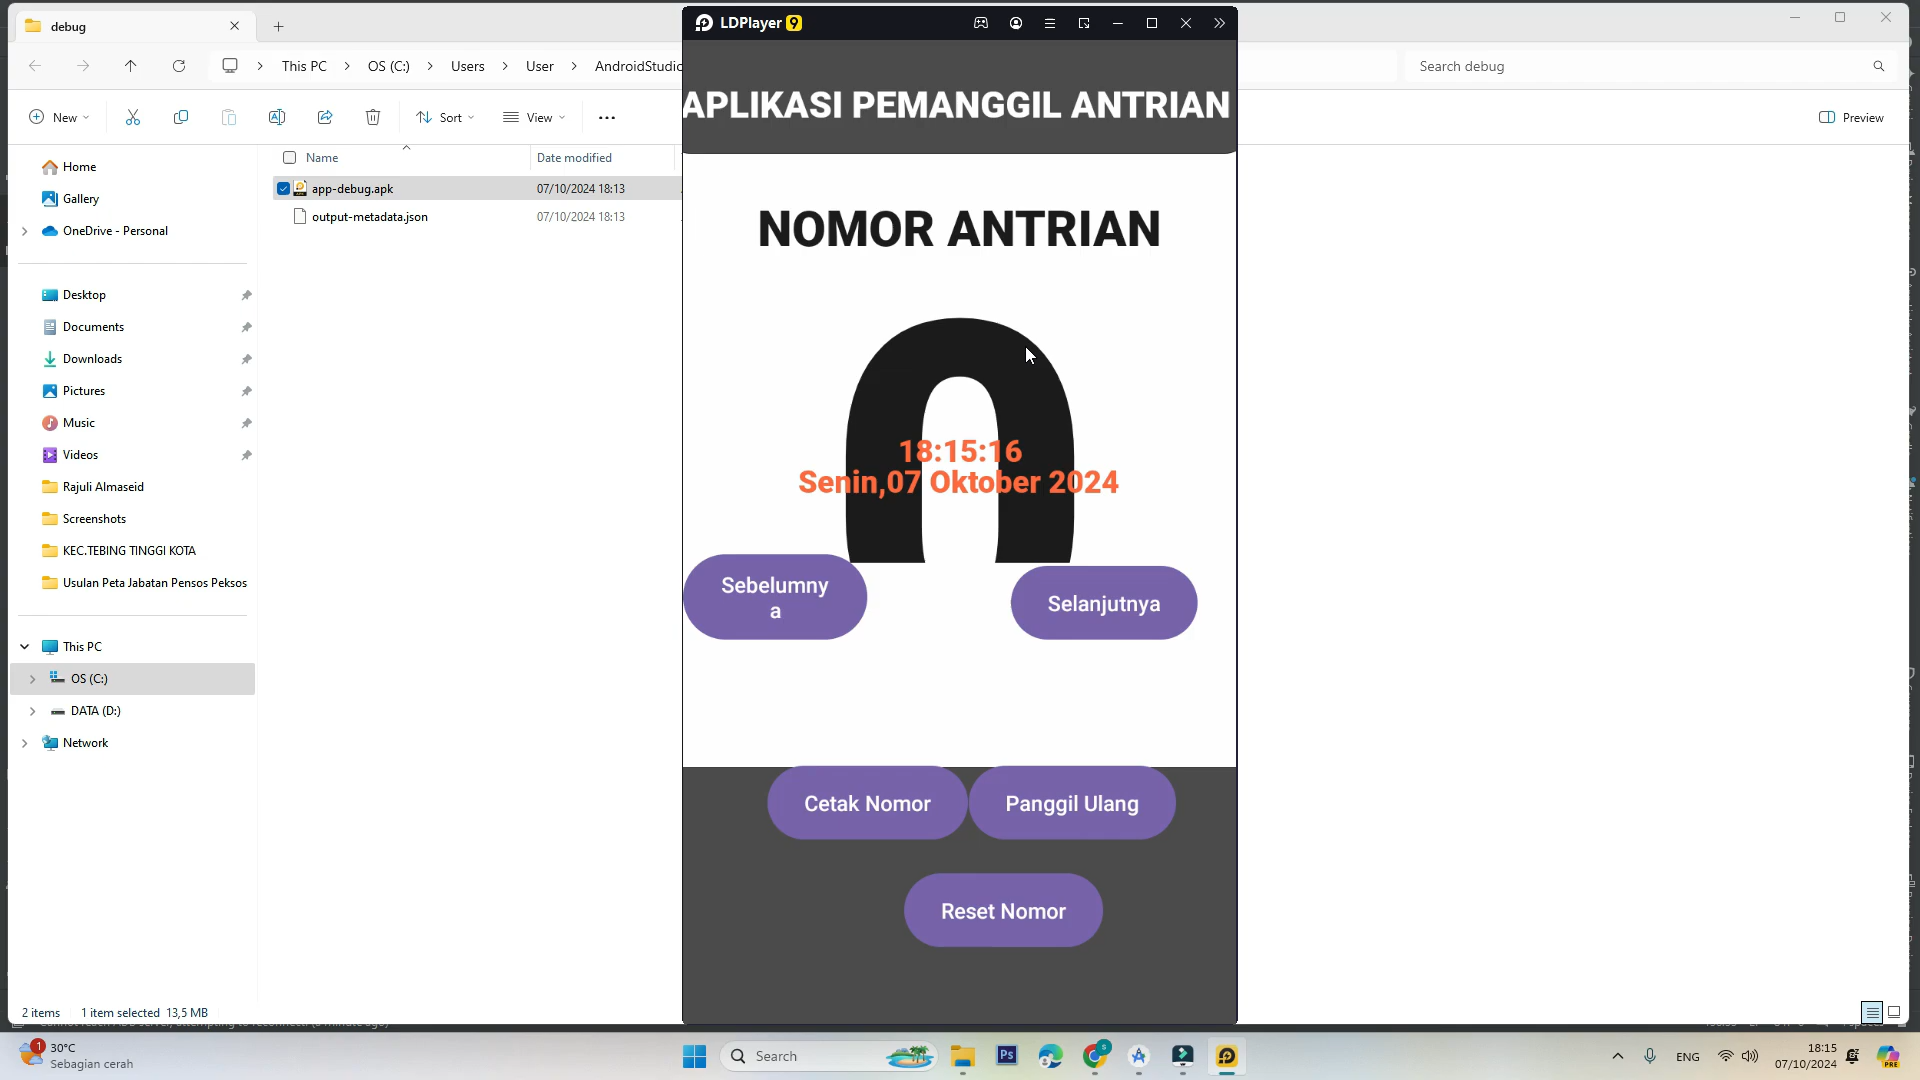 debug
LDPlayer 9
This PC
OS (C:)
Users
User
AndroidStudio
Search debug
New
Sort
View
Preview
Name
Date modified
app-debug.apk
07/10/2024 18:13
output-metadata.json
07/10/2024 18:13
Home
Gallery
OneDrive - Personal
Desktop
Documents
Downloads
Pictures
Music
Videos
Rajuli Almaseid
Screenshots
KEC.TEBING TINGGI KOTA
Usulan Peta Jabatan Pensos Peksos
This PC
OS (C:)
DATA (D:)
Network
APLIKASI PEMANGGIL ANTRIAN
NOMOR ANTRIAN
18:15:16
Senin,07 Oktober 2024
Sebelumny
a
Selanjutnya
Cetak Nomor
Panggil Ulang
Reset Nomor
2 items
1 item selected 13,5 MB
1
30°C
Sebagian cerah
Search
Ps
ENG
18:15
07/10/2024
PRE